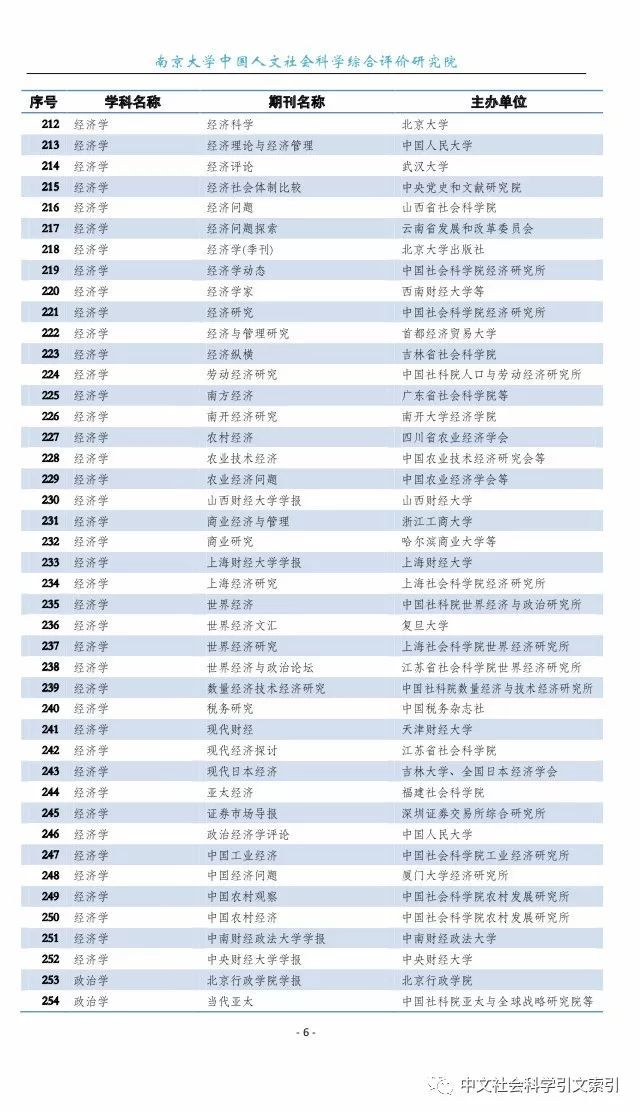 南京大学中国人文社会科学综合评价研究院
序号 学科名称 期刊名称 主办单位
212 经济学 经济科学 北京大学
213 经济学 经济理论与经济管理 中国人民大学
214 经济学 经济评论 武汉大学
215 经济学 经济社会体制比较 中央党史和文献研究院
216 经济学 经济问题 山西省社会科学院
217 经济学 经济问题探索 云南省发展和改革委员会
218 经济学 经济学(季刊) 北京大学出版社
219 经济学 经济学动态 中国社会科学院经济研究所
220 经济学 经济学家 西南财经大学等
221 经济学 经济研究 中国社会科学院经济研究所
222 经济学 经济与管理研究 首都经济贸易大学
223 经济学 经济纵横 吉林省社会科学院
224 经济学 劳动经济研究 中国社科院人口与劳动经济研究所
225 经济学 南方经济 广东省社会科学院等
226 经济学 南开经济研究 南开大学经济学院
227 经济学 农村经济 四川省农业经济学会
228 经济学 农业技术经济 中国农业技术经济研究会等
229 经济学 农业经济问题 中国农业经济学会等
230 经济学 山西财经大学学报 山西财经大学
231 经济学 商业经济与管理 浙江工商大学
232 经济学 商业研究 哈尔滨商业大学等
233 经济学 上海财经大学学报 上海财经大学
234 经济学 上海经济研究 上海社会科学院经济研究所
235 经济学 世界经济 中国社科院世界经济与政治研究所
236 经济学 世界经济文汇 复旦大学
237 经济学 世界经济研究 上海社会科学院世界经济研究所
238 经济学 世界经济与政治论坛 江苏省社会科学院世界经济研究所
239 经济学 数量经济技术经济研究 中国社科院数量经济与技术经济研究所
240 经济学 税务研究 中国税务杂志社
241 经济学 现代财经 天津财经大学
242 经济学 现代经济探讨 江苏省社会科学院
243 经济学 现代日本经济 吉林大学、全国日本经济学会
244 经济学 亚太经济 福建社会科学院
245 经济学 证券市场导报 深圳证券交易所综合研究所
246 经济学 政治经济学评论 中国人民大学
247 经济学 中国工业经济 中国社会科学院工业经济研究所
248 经济学 中国经济问题 厦门大学经济研究所
249 经济学 中国农村观察 中国社会科学院农村发展研究所
250 经济学 中国农村经济 中国社会科学院农村发展研究所
251 经济学 中南财经政法大学学报 中南财经政法大学
252 经济学 中央财经大学学报 中央财经大学
253 政治学 北京行政学院学报 北京行政学院
254 政治学 当代亚太 中国社科院亚太与全球战略研究院等
- 6 -
中文社会科学引文索引